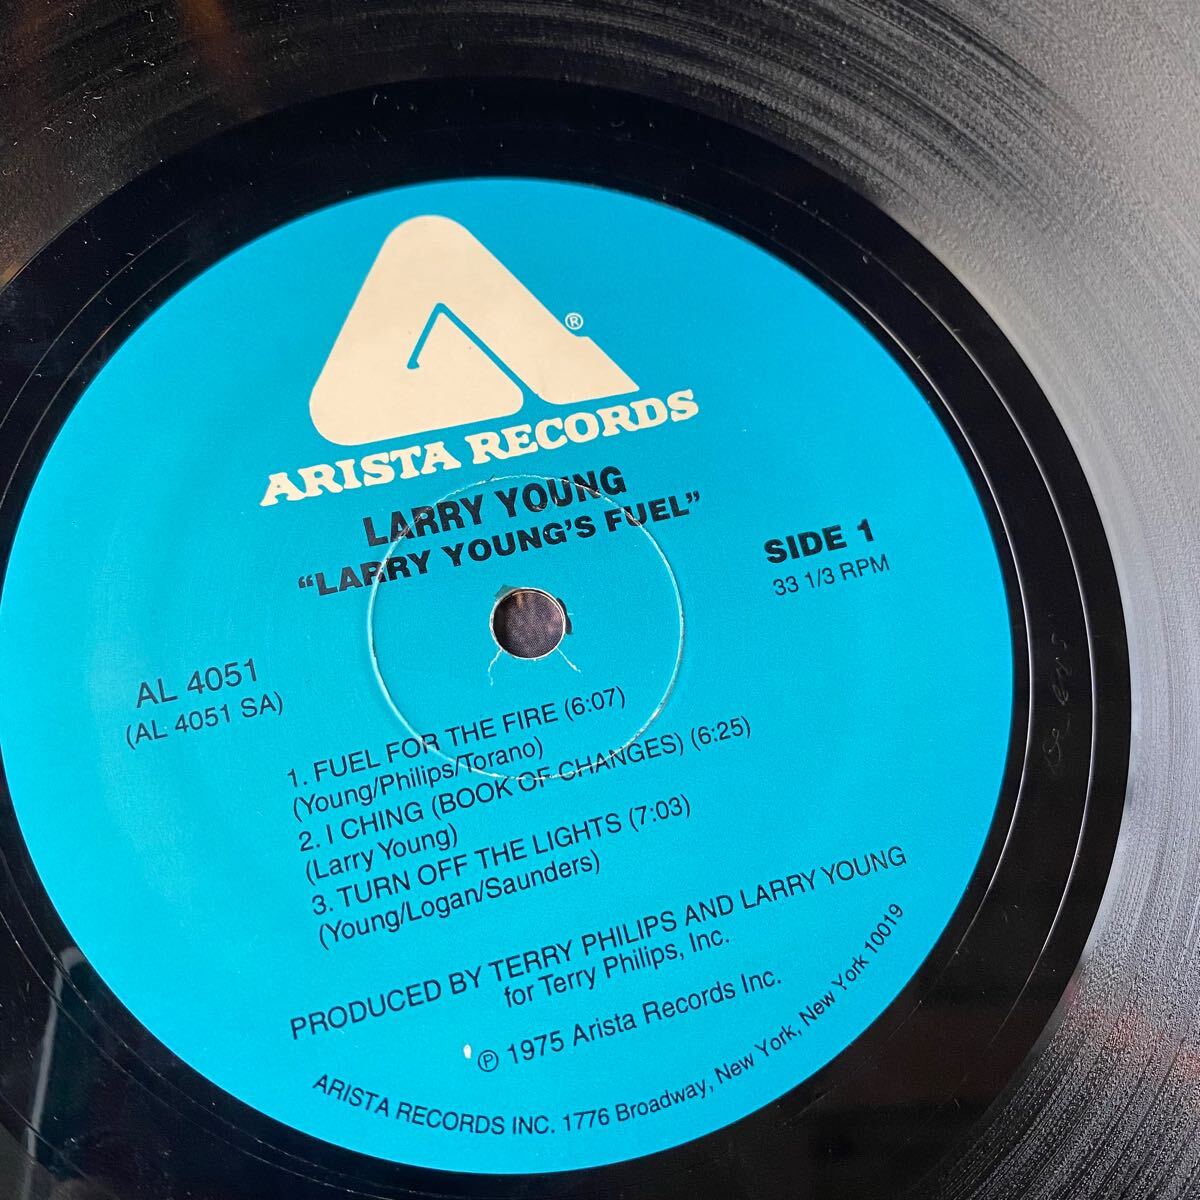 ®
ARISTA RECORDS
LARRY YOUNG
“LARRY YOUNG'S FUEL”
SIDE 1
33 1/3 RPM
AL 4051
(AL 4051 SA)
1. FUEL FOR THE FIRE (6:07)
(Young/Philips/Torano)
2. I CHING (BOOK OF CHANGES) (6:25)
(Larry Young)
3. TURN OFF THE LIGHTS (7:03)
(Young/Logan/Saunders)
PRODUCED BY TERRY PHILIPS AND LARRY YOUNG
for Terry Philips, Inc.
℗ 1975 Arista Records Inc.
ARISTA RECORDS INC. 1776 Broadway, New York, New York 10019